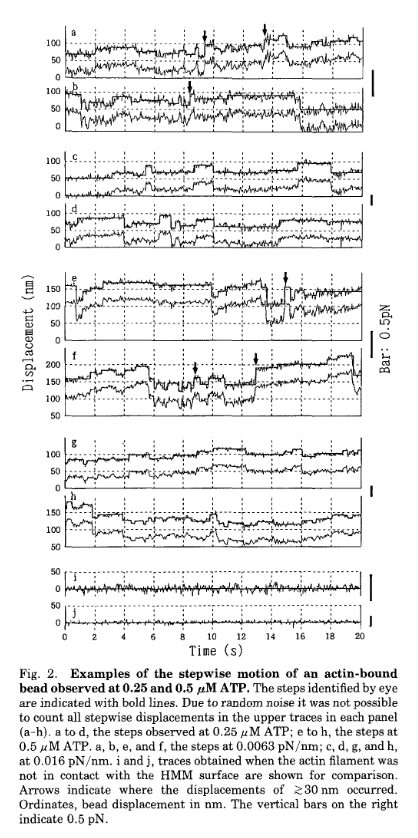 a
100
50
0
b
100
50
0
c
100
50
0
d
100
50
0
e
150
100
50
0
f
200
150
100
50
g
100
50
0
h
150
100
50
i
50
0
j
50
0
0 2 4 6 8 10 12 14 16 18 20
Time (s)
Displacement (nm)
Bar: 0.5pN
Fig. 2. Examples of the stepwise motion of an actin-bound
bead observed at 0.25 and 0.5 μM ATP. The steps identified by eye
are indicated with bold lines. Due to random noise it was not possible
to count all stepwise displacements in the upper traces in each panel
(a-h). a to d, the steps observed at 0.25 μM ATP; e to h, the steps at
0.5 μM ATP. a, b, e, and f, the steps at 0.0063 pN/nm; c, d, g, and h,
at 0.016 pN/nm. i and j, traces obtained when the actin filament was
not in contact with the HMM surface are shown for comparison.
Arrows indicate where the displacements of ≳30 nm occurred.
Ordinates, bead displacement in nm. The vertical bars on the right
indicate 0.5 pN.